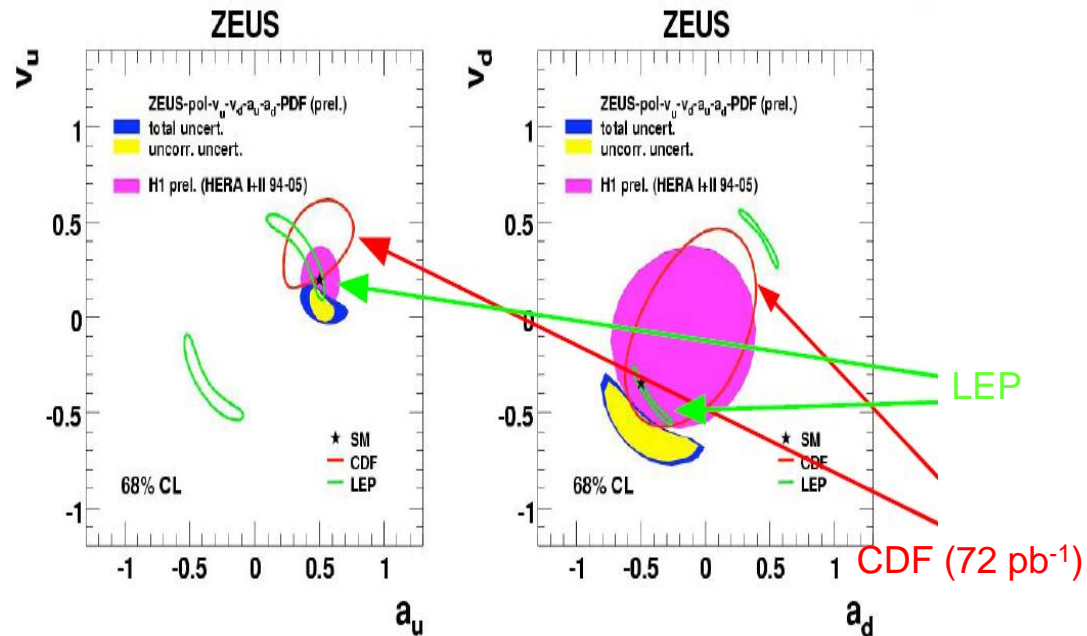 ZEUS
v_u
ZEUS-pol-v_u-v_d-a_u-a_d-PDF (prel.)
total uncert.
uncorr. uncert.
H1 prel. (HERA I+II 94-05)
1
0.5
0
-0.5
-1
★ SM
CDF
LEP
68% CL
-1
-0.5
0
0.5
1
a_u
ZEUS
v_d
ZEUS-pol-v_u-v_d-a_u-a_d-PDF (prel.)
total uncert.
uncorr. uncert.
H1 prel. (HERA I+II 94-05)
1
0.5
0
-0.5
-1
★ SM
CDF
LEP
68% CL
-1
-0.5
0
0.5
1
a_d
LEP
CDF (72 pb⁻¹)